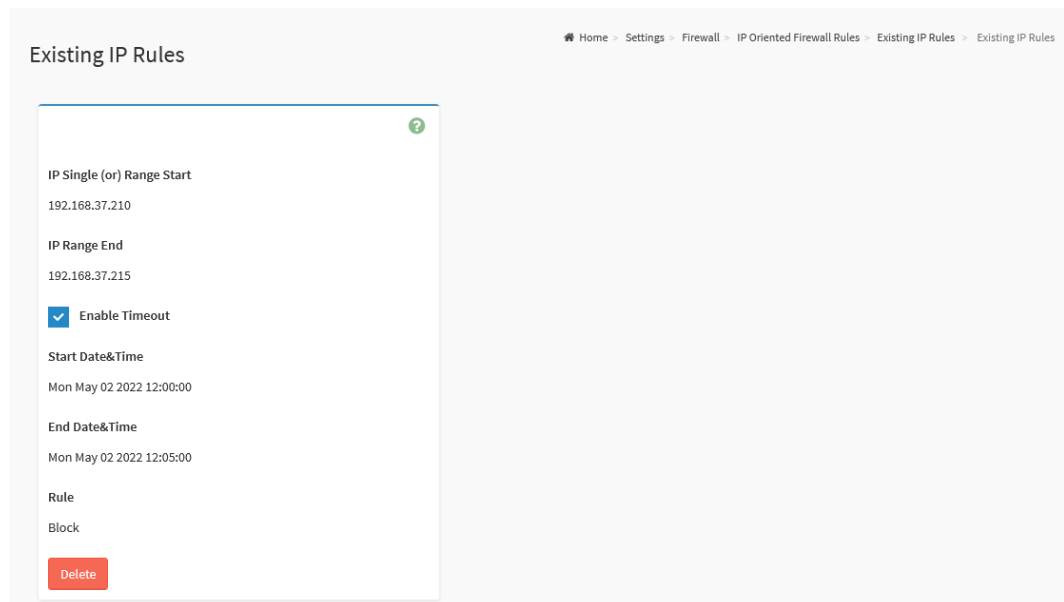 Existing IP Rules
Home > Settings > Firewall > IP Oriented Firewall Rules > Existing IP Rules > Existing IP Rules
IP Single (or) Range Start
192.168.37.210
IP Range End
192.168.37.215
Enable Timeout
Start Date&Time
Mon May 02 2022 12:00:00
End Date&Time
Mon May 02 2022 12:05:00
Rule
Block
Delete